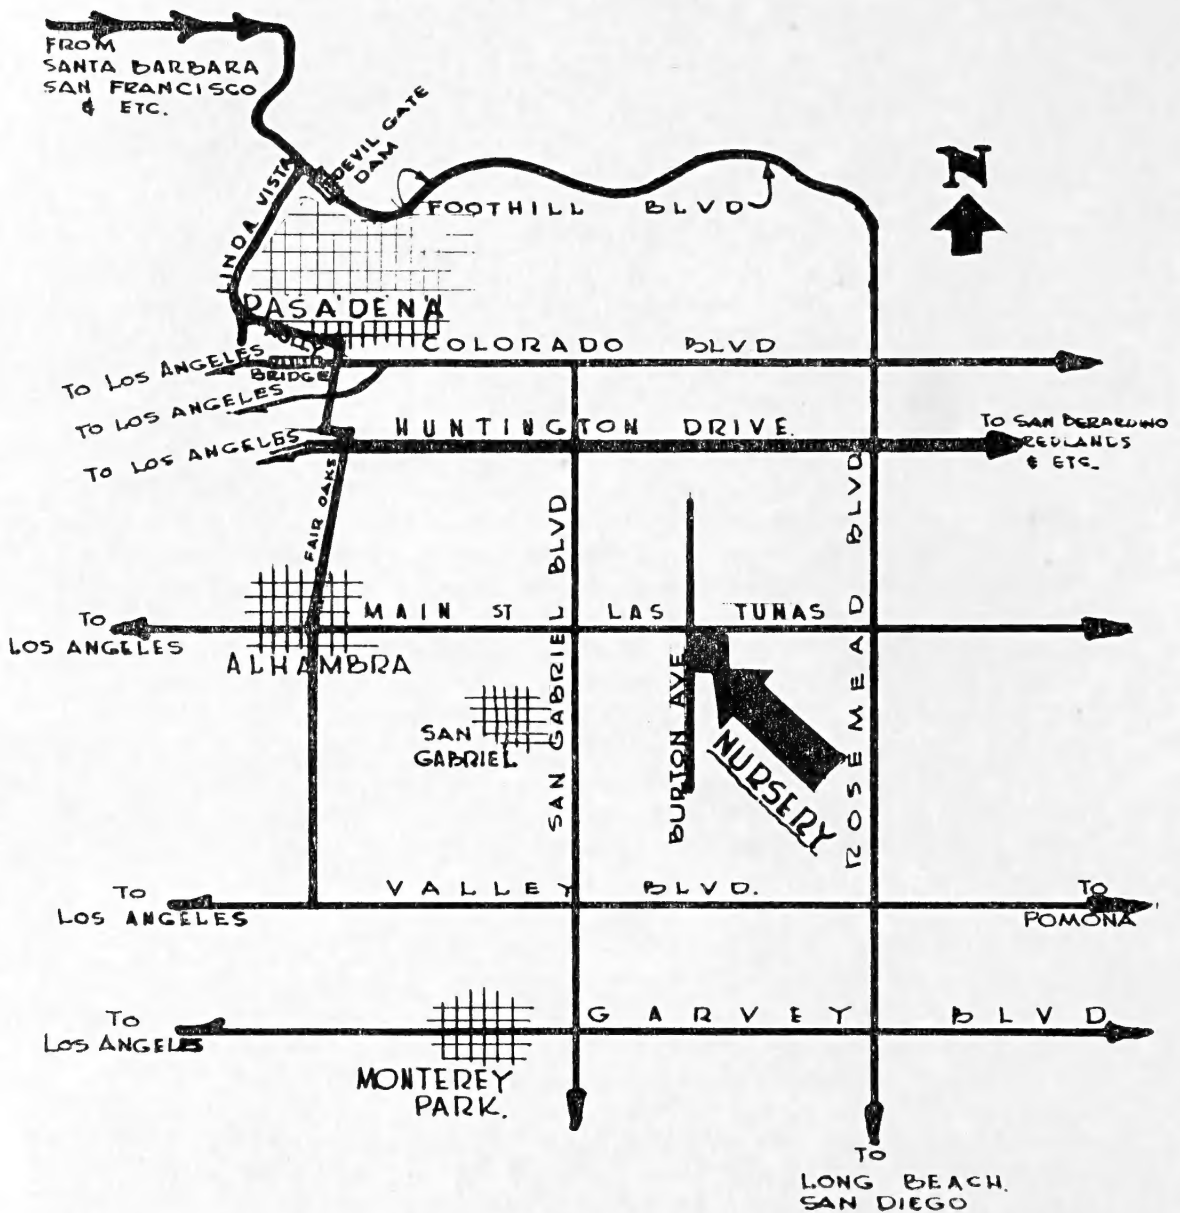 FROM
SANTA BARBARA
SAN FRANCISCO
& ETC.
DEVIL GATE
DAM
N
LINDA VISTA
FOOTHILL BLVD
PASADENA
HOLLY
COLORADO BLVD
TO LOS ANGELES
BRIDGE
TO LOS ANGELES
HUNTINGTON DRIVE.
TO LOS ANGELES
TO SAN BERARDINO
REDLANDS
& ETC.
FAIR OAKS
SAN GABRIEL BLVD
ROSEMEAD BLVD
MAIN ST LAS TUNAS
TO
LOS ANGELES
ALHAMBRA
BURTON AVE
SAN
GABRIEL
NURSERY
VALLEY BLVD.
TO
LOS ANGELES
TO
POMONA
GARVEY BLVD
TO
LOS ANGELES
MONTEREY
PARK.
TO
LONG BEACH.
SAN DIEGO